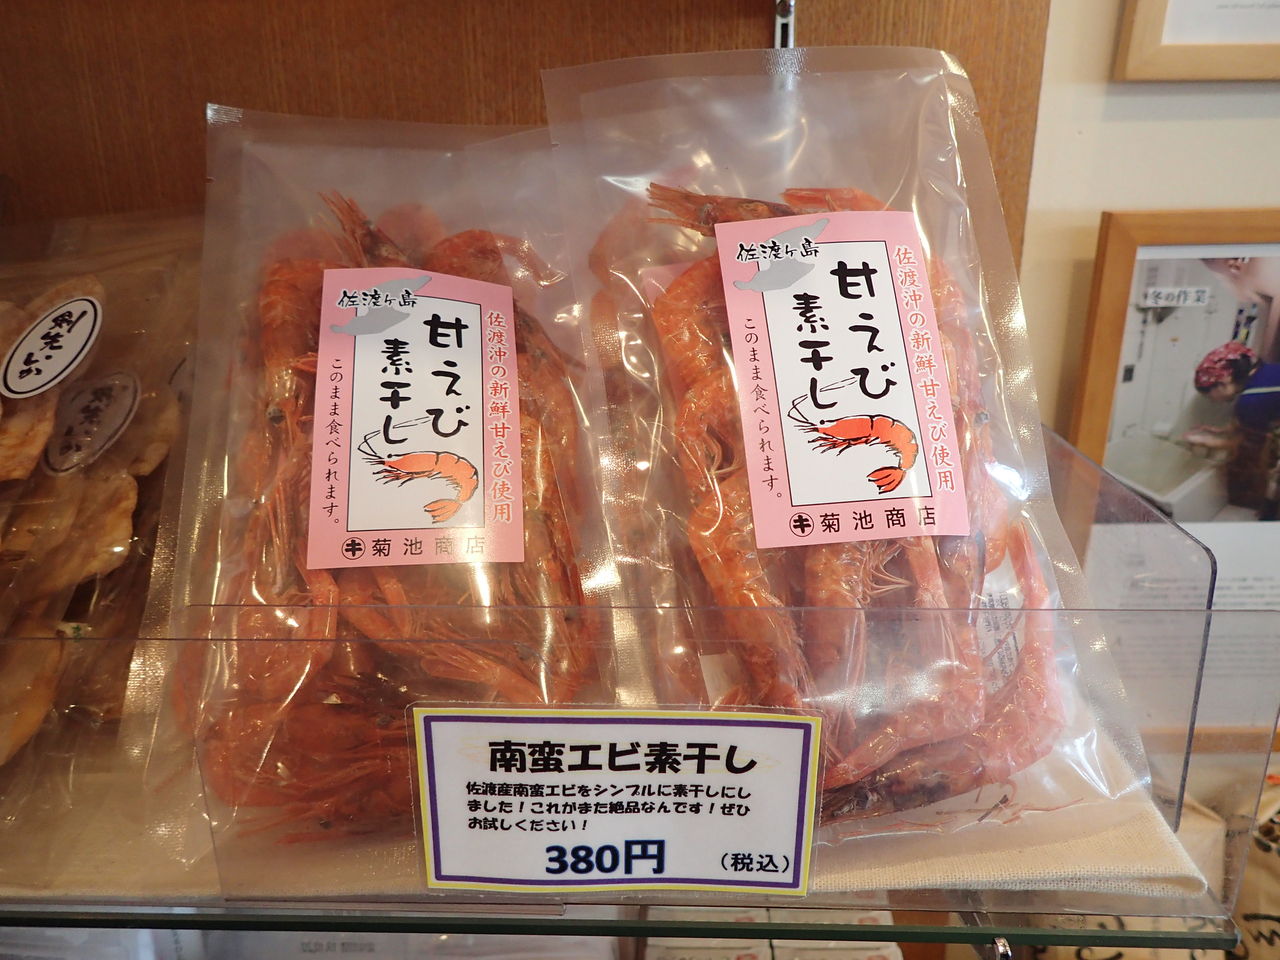 佐渡ヶ島
佐渡沖の新鮮甘えび使用
甘えび
素干し
このまま食べられます。
㋖菊池商店
佐渡ヶ島
佐渡沖の新鮮甘えび使用
甘えび
素干し
このまま食べられます。
㋖菊池商店
南蛮エビ素干し
佐渡産南蛮エビをシンプルに素干しにし
ました!これがまた絶品なんです!ぜひ
お試しください!
380円
(税込)
剣先
いか
冬の作業